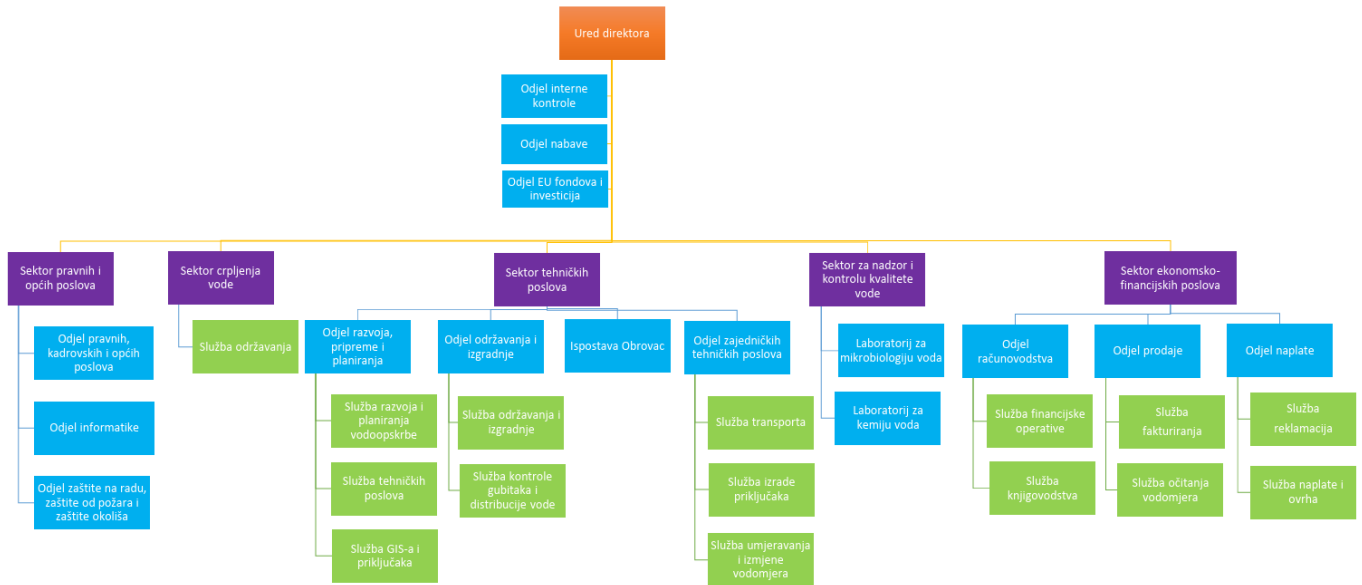 Ured direktora
Odjel interne
kontrole
Odjel nabave
Odjel EU fondova i
investicija
Sektor pravnih i
općih poslova
Sektor crpljenja
vode
Sektor tehničkih
poslova
Sektor za nadzor i
kontrolu kvalitete
vode
Sektor ekonomsko-
financijskih poslova
Odjel pravnih,
kadrovskih i općih
poslova
Odjel informatike
Odjel zaštite na radu,
zaštite od požara i
zaštite okoliša
Služba održavanja
Odjel razvoja,
pripreme i
planiranja
Služba razvoja i
planiranja
vodoopskrbe
Služba tehničkih
poslova
Služba GIS-a i
priključaka
Odjel održavanja i
izgradnje
Služba održavanja i
izgradnje
Služba kontrole
gubitaka i
distribucije vode
Ispostava Obrovac
Odjel zajedničkih
tehničkih poslova
Služba transporta
Služba izrade
priključaka
Služba umjeravanja
i izmjene
vodomjera
Laboratorij za
mikrobiologiju voda
Laboratorij za
kemiju voda
Odjel
računovodstva
Služba financijske
operative
Služba
knjigovodstva
Odjel prodaje
Služba
fakturiranja
Služba očitanja
vodomjera
Odjel naplate
Služba
reklamacija
Služba naplate i
ovrha